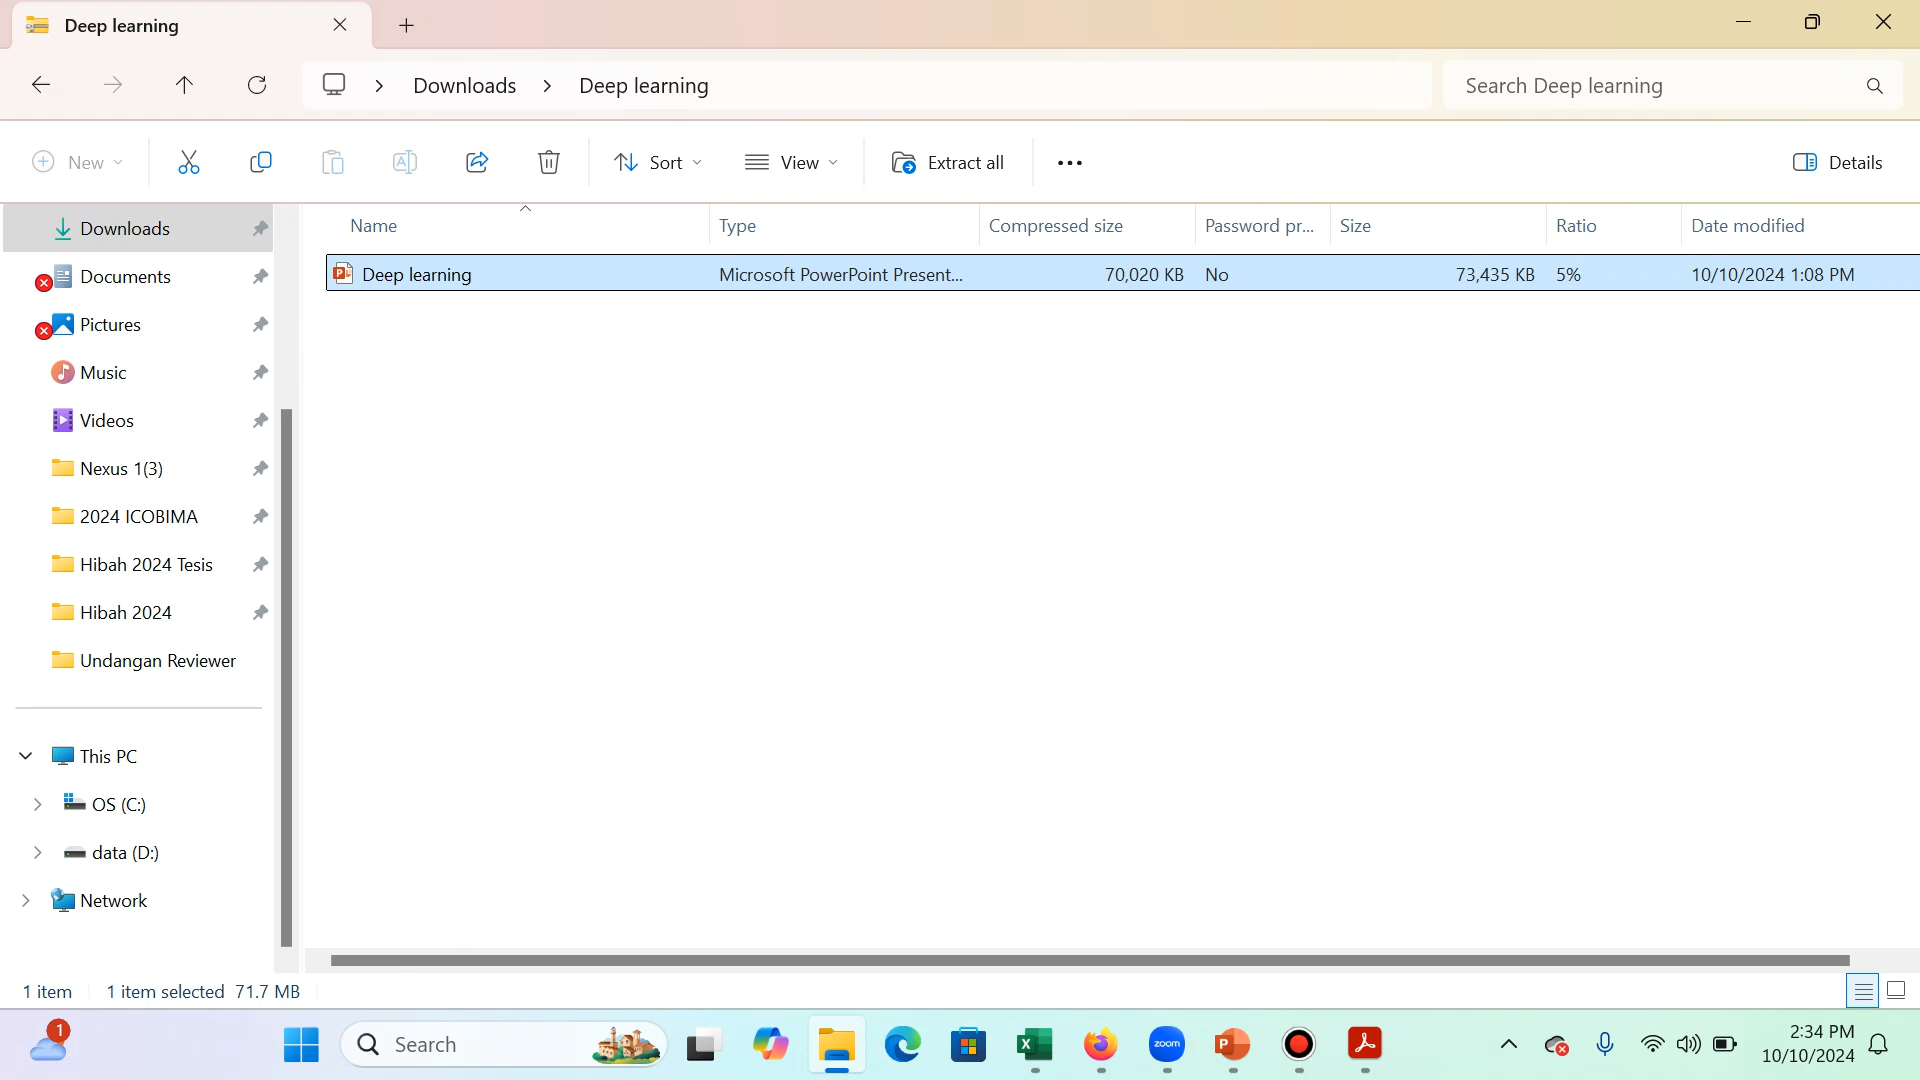 Deep learning
Downloads
Deep learning
Search Deep learning
New
Sort
View
Extract all
Details
Name
Type
Compressed size
Password pr...
Size
Ratio
Date modified
Deep learning
Microsoft PowerPoint Present...
70,020 KB
No
73,435 KB
5%
10/10/2024 1:08 PM
Downloads
Documents
Pictures
Music
Videos
Nexus 1(3)
2024 ICOBIMA
Hibah 2024 Tesis
Hibah 2024
Undangan Reviewer
This PC
OS (C:)
data (D:)
Network
1 item
1 item selected 71.7 MB
1
Search
zoom
2:34 PM
10/10/2024